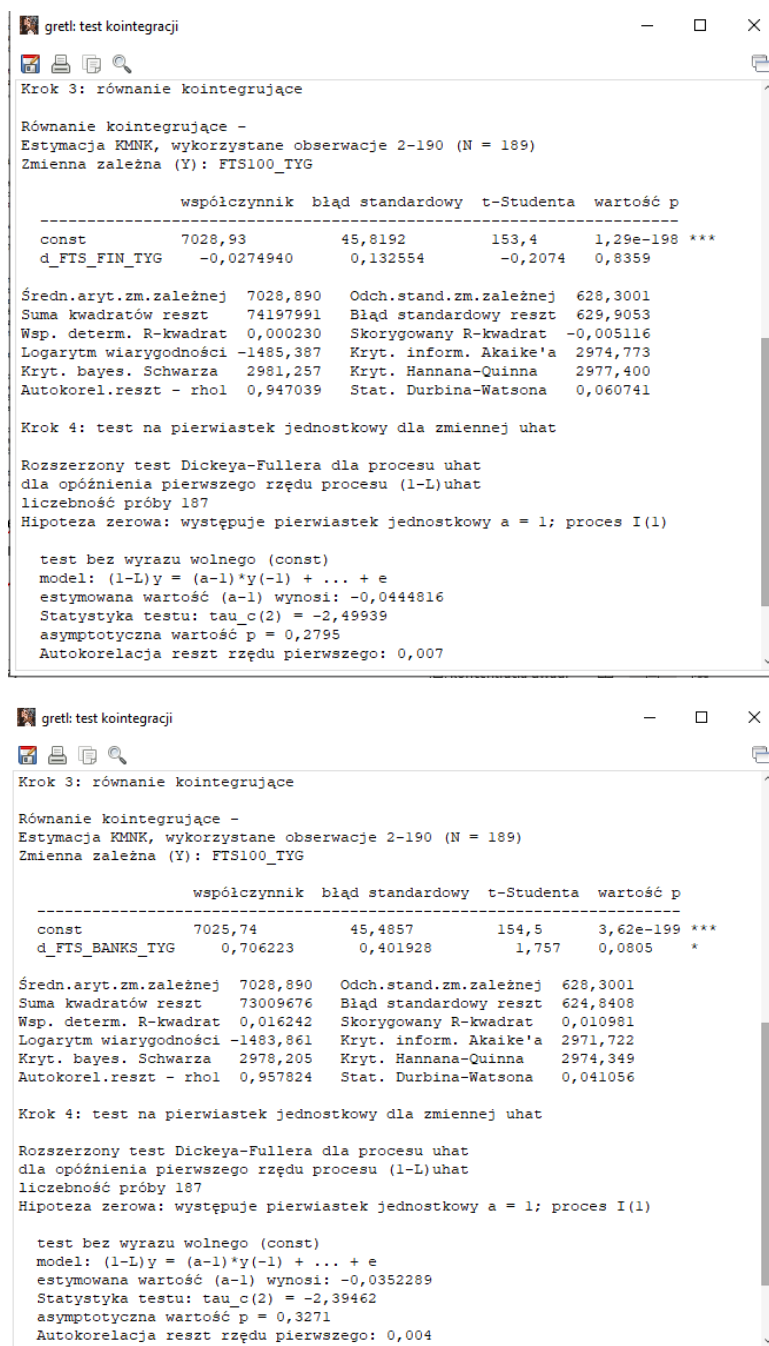 gretl: test kointegracji
Krok 3: równanie kointegrujące
Równanie kointegrujące -
Estymacja KMNK, wykorzystane obserwacje 2-190 (N = 189)
Zmienna zależna (Y): FTS100_TYG
współczynnik błąd standardowy t-Studenta wartość p
---------------------------------------------------------------
const 7028,93 45,8192 153,4 1,29e-198 ***
d_FTS_FIN_TYG -0,0274940 0,132554 -0,2074 0,8359
Średn.aryt.zm.zależnej 7028,890 Odch.stand.zm.zależnej 628,3001
Suma kwadratów reszt 74197991 Błąd standardowy reszt 629,9053
Wsp. determ. R-kwadrat 0,000230 Skorygowany R-kwadrat -0,005116
Logarytm wiarygodności -1485,387 Kryt. inform. Akaike'a 2974,773
Kryt. bayes. Schwarza 2981,257 Kryt. Hannana-Quinna 2977,400
Autokorel.reszt - rho1 0,947039 Stat. Durbina-Watsona 0,060741
Krok 4: test na pierwiastek jednostkowy dla zmiennej uhat
Rozszerzony test Dickeya-Fullera dla procesu uhat
dla opóźnienia pierwszego rzędu procesu (1-L)uhat
liczebność próby 187
Hipoteza zerowa: występuje pierwiastek jednostkowy a = 1; proces I(1)
test bez wyrazu wolnego (const)
model: (1-L)y = (a-1)*y(-1) + ... + e
estymowana wartość (a-1) wynosi: -0,0444816
Statystyka testu: tau_c(2) = -2,49939
asymptotyczna wartość p = 0,2795
Autokorelacja reszt rzędu pierwszego: 0,007
gretl: test kointegracji
Krok 3: równanie kointegrujące
Równanie kointegrujące -
Estymacja KMNK, wykorzystane obserwacje 2-190 (N = 189)
Zmienna zależna (Y): FTS100_TYG
współczynnik błąd standardowy t-Studenta wartość p
---------------------------------------------------------------
const 7025,74 45,4857 154,5 3,62e-199 ***
d_FTS_BANKS_TYG 0,706223 0,401928 1,757 0,0805 *
Średn.aryt.zm.zależnej 7028,890 Odch.stand.zm.zależnej 628,3001
Suma kwadratów reszt 73009676 Błąd standardowy reszt 624,8408
Wsp. determ. R-kwadrat 0,016242 Skorygowany R-kwadrat 0,010981
Logarytm wiarygodności -1483,861 Kryt. inform. Akaike'a 2971,722
Kryt. bayes. Schwarza 2978,205 Kryt. Hannana-Quinna 2974,349
Autokorel.reszt - rho1 0,957824 Stat. Durbina-Watsona 0,041056
Krok 4: test na pierwiastek jednostkowy dla zmiennej uhat
Rozszerzony test Dickeya-Fullera dla procesu uhat
dla opóźnienia pierwszego rzędu procesu (1-L)uhat
liczebność próby 187
Hipoteza zerowa: występuje pierwiastek jednostkowy a = 1; proces I(1)
test bez wyrazu wolnego (const)
model: (1-L)y = (a-1)*y(-1) + ... + e
estymowana wartość (a-1) wynosi: -0,0352289
Statystyka testu: tau_c(2) = -2,39462
asymptotyczna wartość p = 0,3271
Autokorelacja reszt rzędu pierwszego: 0,004